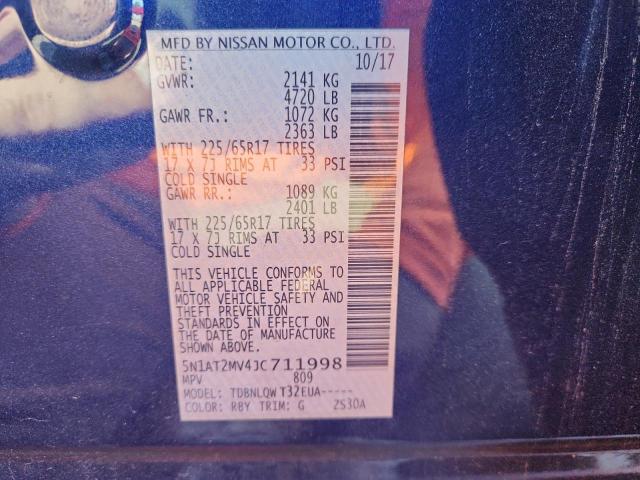 MFD BY NISSAN MOTOR CO., LTD.
DATE: 10/17
GVWR: 2141 KG
4720 LB
GAWR FR.: 1072 KG
2363 LB
WITH 225/65R17 TIRES
17 X 7J RIMS AT 33 PSI
COLD SINGLE
GAWR RR.: 1089 KG
2401 LB
WITH 225/65R17 TIRES
17 X 7J RIMS AT 33 PSI
COLD SINGLE
THIS VEHICLE CONFORMS TO
ALL APPLICABLE FEDERAL
MOTOR VEHICLE SAFETY AND
THEFT PREVENTION
STANDARDS IN EFFECT ON
THE DATE OF MANUFACTURE
SHOWN ABOVE.
5N1AT2MV4JC711998
MPV 809
MODEL: TDBNLQW T32EUA-----
COLOR: RBY TRIM: G 2S30A